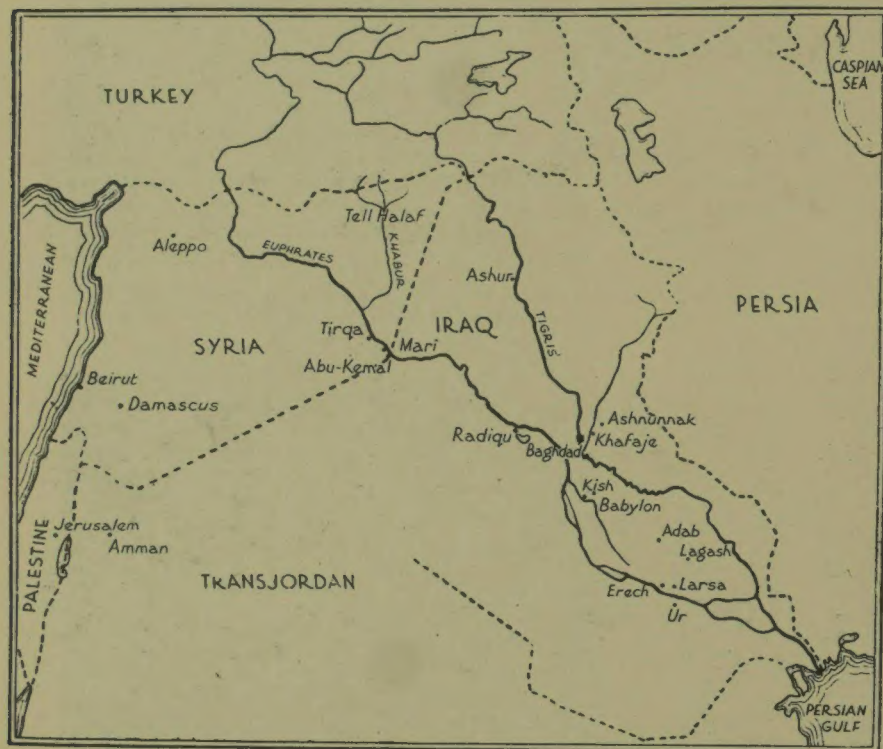 TURKEY
CASPIAN
SEA
Tell Halaf
KHABUR
Aleppo
EUPHRATES
MEDITERRANEAN
Ashur
TIGRIS
PERSIA
Tirqa
IRAQ
SYRIA
Mari
Abu-Kemal
Beirut
Damascus
Radiqu
Baghdad
Ashnunnak
Khafaje
Kish
Babylon
PALESTINE
Jerusalem
Amman
Adab
Lagash
TRANSJORDAN
Erech
Larsa
Ur
PERSIAN
GULF